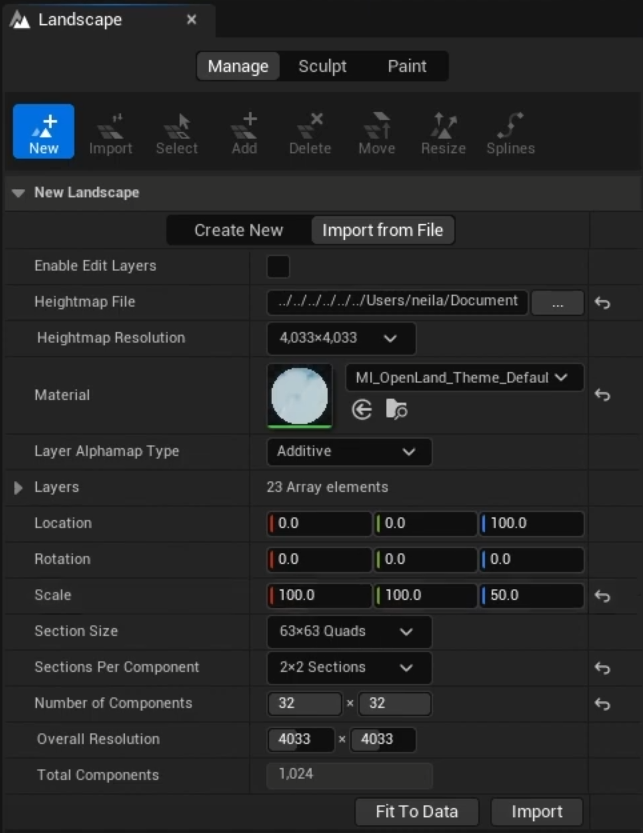 Landscape ×
Manage Sculpt Paint
New Import Select Add Delete Move Resize Splines
New Landscape
Create New Import from File
Enable Edit Layers
Heightmap File ../../../../../../Users/neila/Document ...
Heightmap Resolution 4,033×4,033
Material MI_OpenLand_Theme_Defaul
Layer Alphamap Type Additive
Layers 23 Array elements
Location 0.0 0.0 100.0
Rotation 0.0 0.0 0.0
Scale 100.0 100.0 50.0
Section Size 63×63 Quads
Sections Per Component 2×2 Sections
Number of Components 32 × 32
Overall Resolution 4033 × 4033
Total Components 1,024
Fit To Data Import